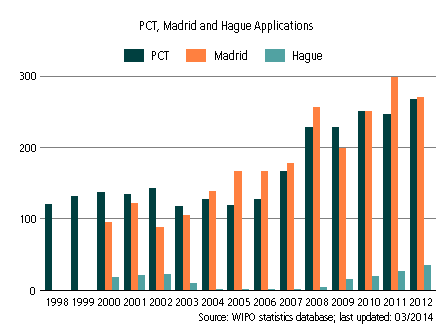 PCT, Madrid and Hague Applications
PCT Madrid Hague
300
200
100
0
1998 1999 2000 2001 2002 2003 2004 2005 2006 2007 2008 2009 2010 2011 2012
Source: WIPO statistics database; last updated: 03/2014